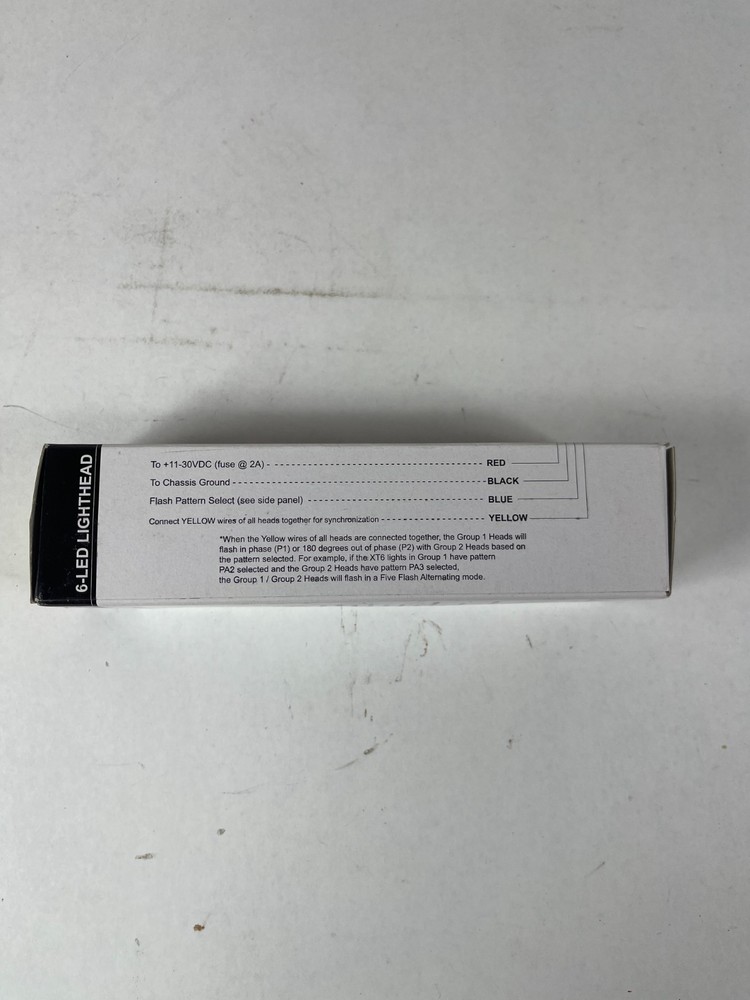 6-LED LIGHTHEAD
To +11-30VDC (fuse @ 2A) - RED
To Chassis Ground - BLACK
Flash Pattern Select (see side panel) BLUE
Connect YELLOW wires of all heads together for synchronization YELLOW
*When the Yellow wires of all heads are connected together, the Group 1 Heads will
flash in phase (P1) or 180 degrees out of phase (P2) with Group 2 Heads based on
the pattern selected. For example, if the XT6 lights in Group 1 have pattern
PA2 selected and the Group 2 Heads have pattern PA3 selected,
the Group 1 / Group 2 Heads will flash in a Five Flash Alternating mode.